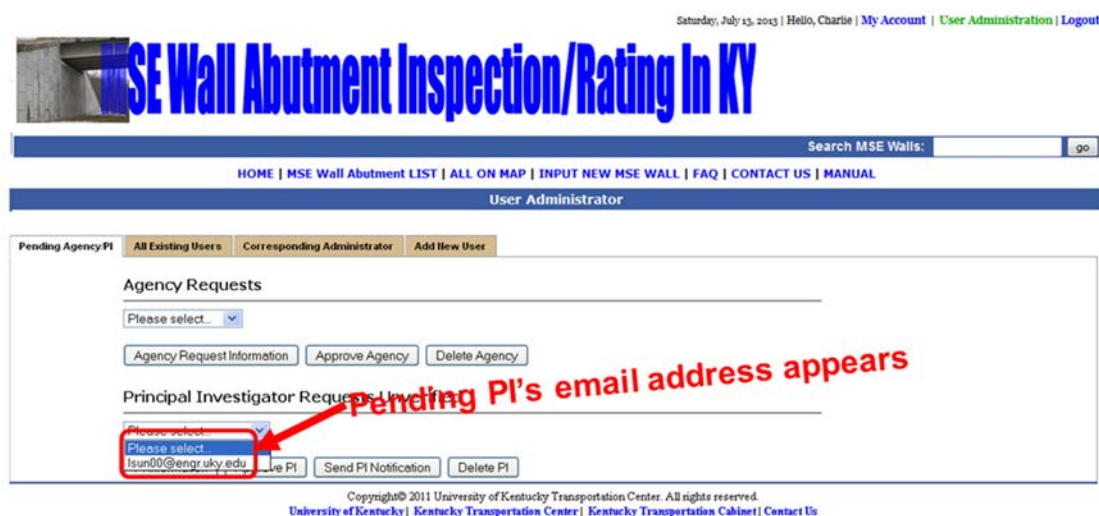 Saturday, July 13, 2013 | Hello, Charlie | My Account | User Administration | Logout
MSE Wall Abutment Inspection/Rating In KY
Search MSE Walls: go
HOME | MSE Wall Abutment LIST | ALL ON MAP | INPUT NEW MSE WALL | FAQ | CONTACT US | MANUAL
User Administrator
Pending Agency/PI All Existing Users Corresponding Administrator Add New User
Agency Requests
Please select...
Agency Request Information Approve Agency Delete Agency
Pending PI's email address appears
Principal Investigator Requests Unverified
Please select...
Please select...
lsun00@engr.uky.edu
PI Send PI Notification Delete PI
Copyright© 2011 University of Kentucky Transportation Center. All rights reserved.
University of Kentucky | Kentucky Transportation Center | Kentucky Transportation Cabinet | Contact Us